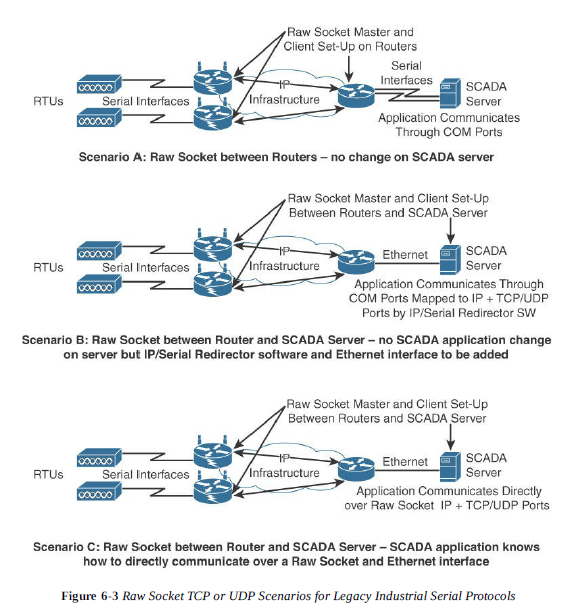 Raw Socket Master and
Client Set-Up on Routers
Serial
Interfaces
IP
Infrastructure
RTUs
Serial Interfaces
SCADA
Server
Application Communicates
Through COM Ports
Scenario A: Raw Socket between Routers – no change on SCADA server
Raw Socket Master and Client Set-Up
Between Routers and SCADA Server
IP
Infrastructure
Ethernet
RTUs
Serial Interfaces
SCADA
Server
Application Communicates Through
COM Ports Mapped to IP + TCP/UDP
Ports by IP/Serial Redirector SW
Scenario B: Raw Socket between Router and SCADA Server – no SCADA application change
on server but IP/Serial Redirector software and Ethernet interface to be added
Raw Socket Master and Client Set-Up
Between Routers and SCADA Server
IP
Infrastructure
Ethernet
RTUs
Serial Interfaces
SCADA
Server
Application Communicates Directly
over Raw Socket IP + TCP/UDP Ports
Scenario C: Raw Socket between Router and SCADA Server – SCADA application knows
how to directly communicate over a Raw Socket and Ethernet interface
Figure 6-3 Raw Socket TCP or UDP Scenarios for Legacy Industrial Serial Protocols